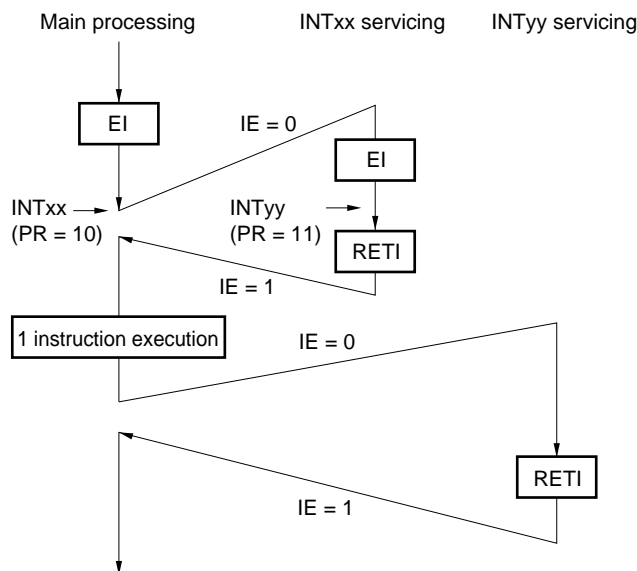 Main processing
INTxx servicing
INTyy servicing
EI
IE = 0
EI
INTxx
(PR = 10)
INTyy
(PR = 11)
RETI
IE = 1
1 instruction execution
IE = 0
RETI
IE = 1